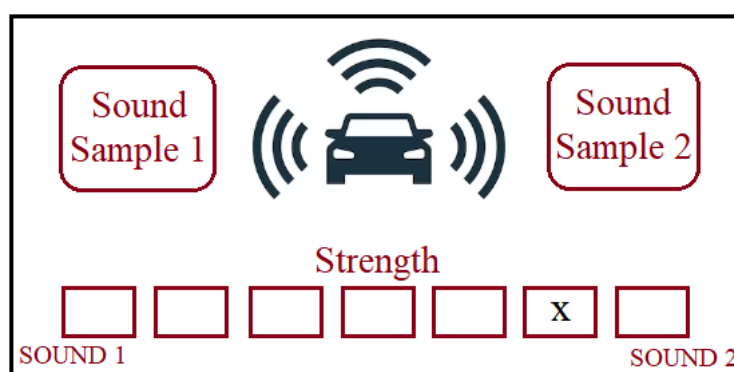 Sound
Sample 1
Sound
Sample 2
Strength
x
SOUND 1
SOUND 2